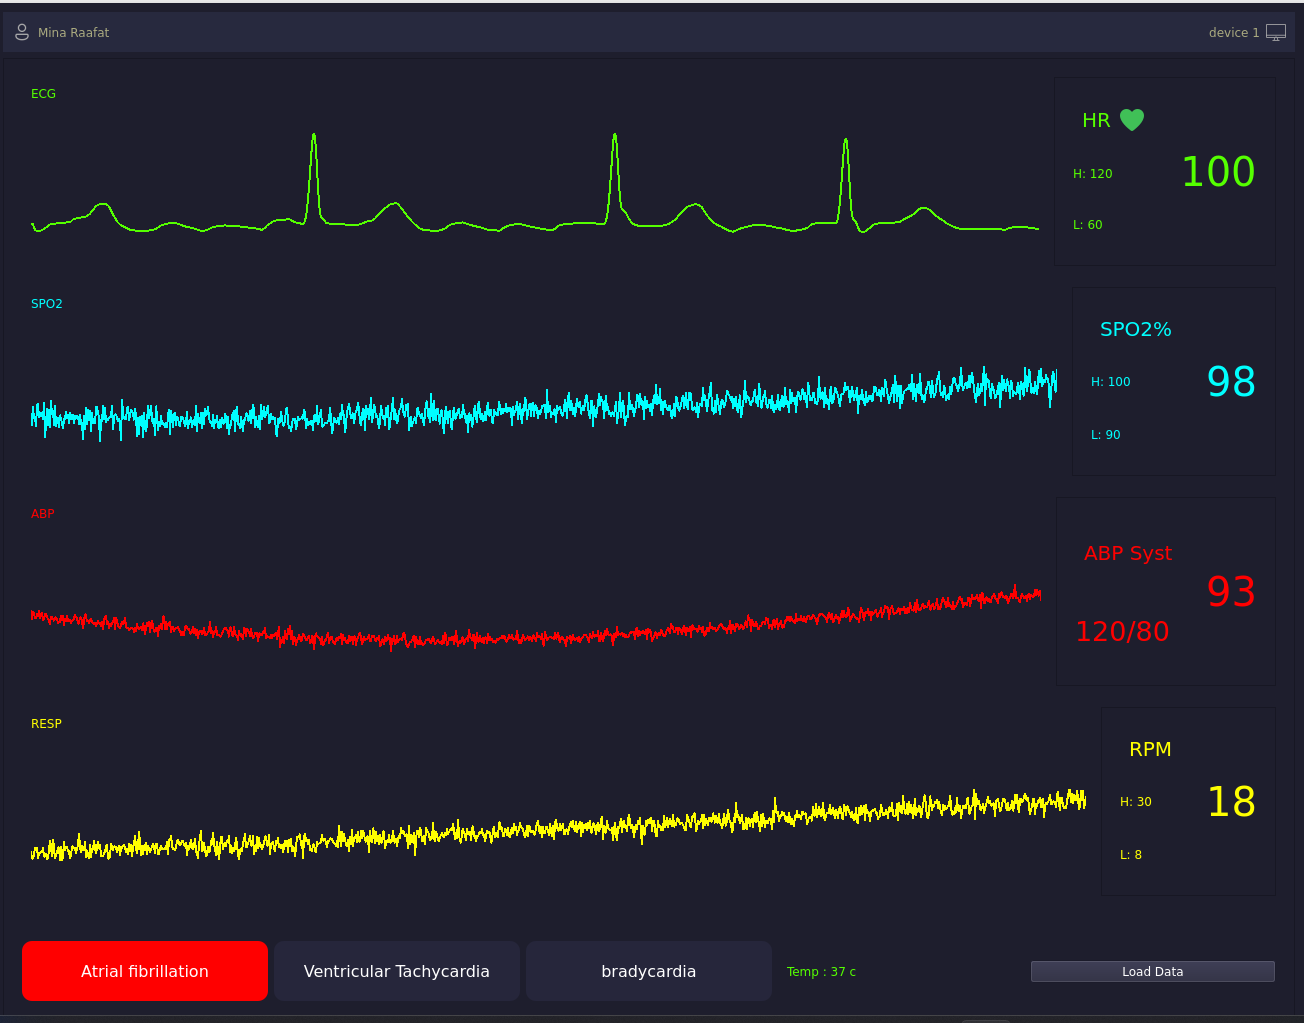 Mina Raafat
device 1
ECG
HR
H: 120
100
L: 60
SPO2
SPO2%
H: 100
98
L: 90
ABP
ABP Syst
93
120/80
RESP
RPM
H: 30
18
L: 8
Atrial fibrillation
Ventricular Tachycardia
bradycardia
Temp : 37 c
Load Data